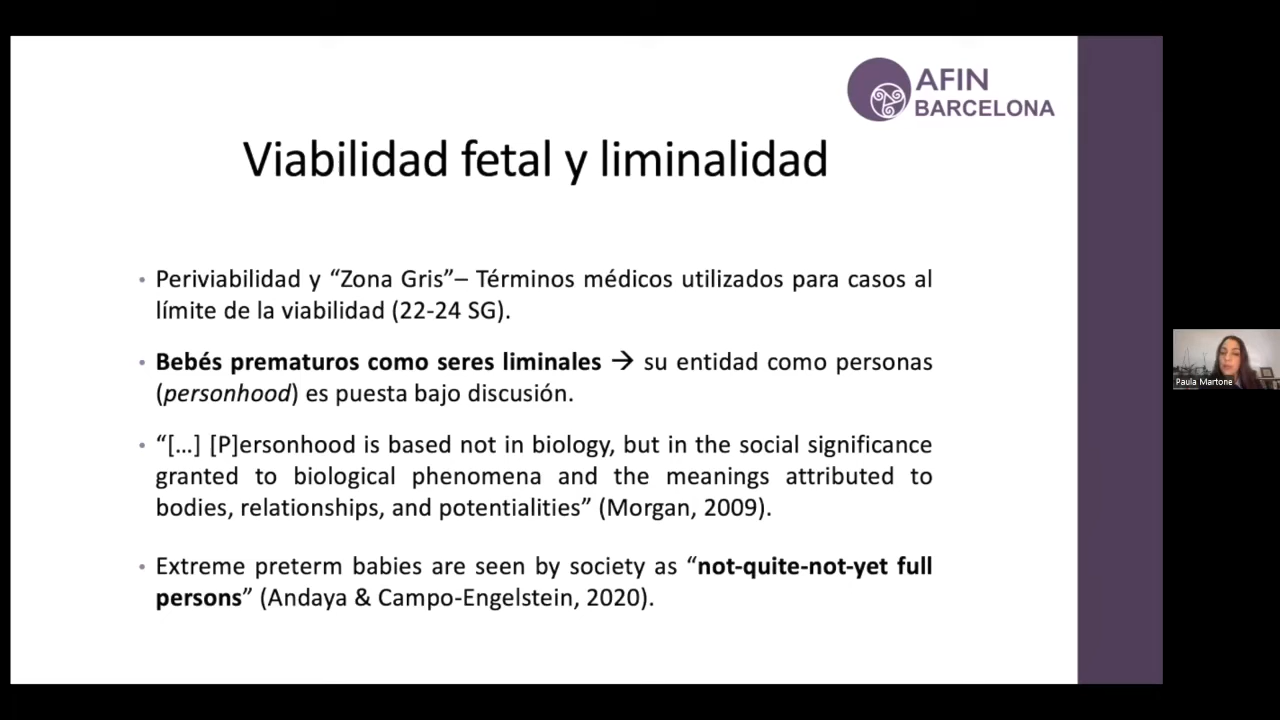 AFIN
BARCELONA
Viabilidad fetal y liminalidad
• Periviabilidad y “Zona Gris”– Términos médicos utilizados para casos al
límite de la viabilidad (22-24 SG).
• Bebés prematuros como seres liminales → su entidad como personas
(personhood) es puesta bajo discusión.
• “[…] [P]ersonhood is based not in biology, but in the social significance
granted to biological phenomena and the meanings attributed to
bodies, relationships, and potentialities” (Morgan, 2009).
• Extreme preterm babies are seen by society as “not-quite-not-yet full
persons” (Andaya & Campo-Engelstein, 2020).
Paula Martone